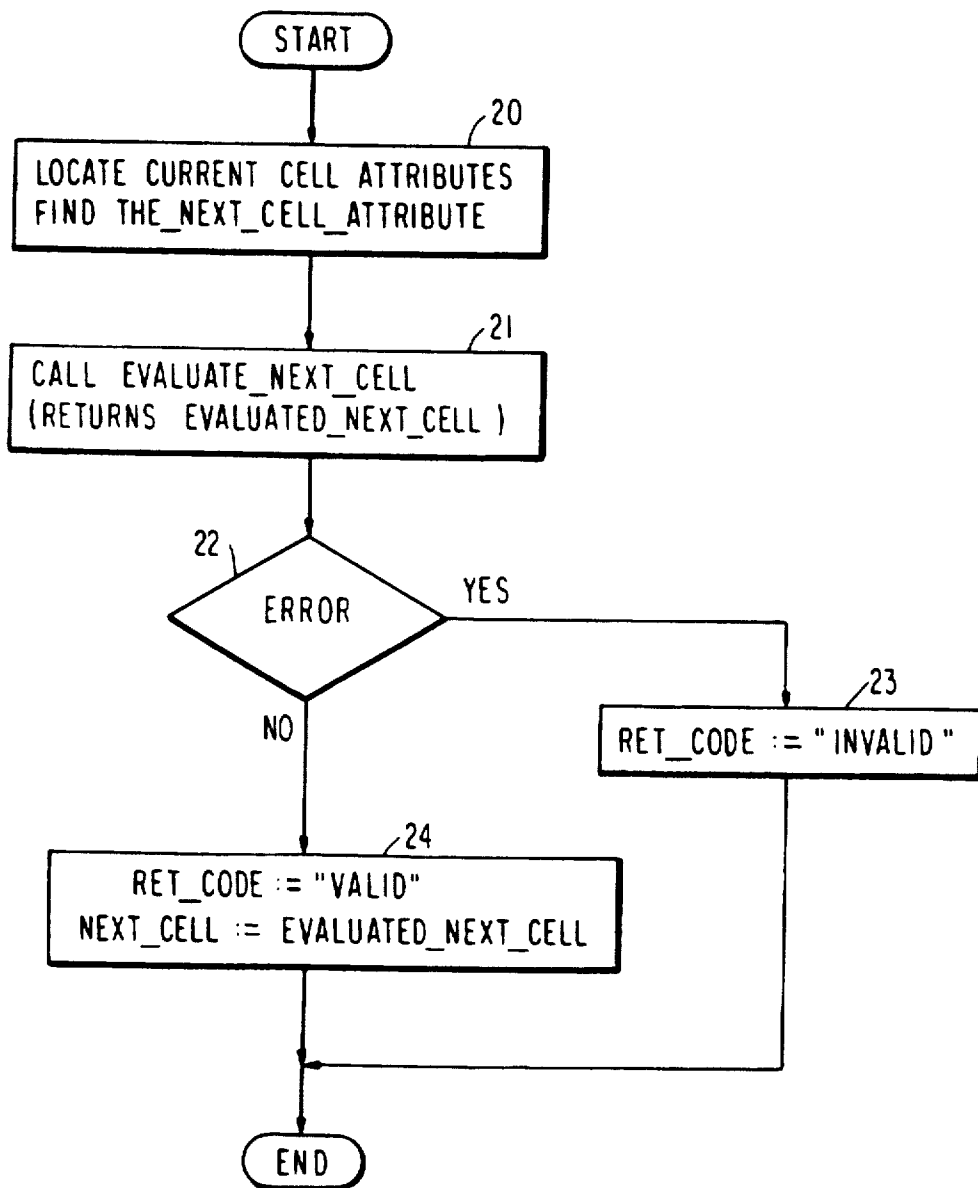 START
20
LOCATE CURRENT CELL ATTRIBUTES
FIND THE_NEXT_CELL_ATTRIBUTE
21
CALL EVALUATE_NEXT_CELL
(RETURNS EVALUATED_NEXT_CELL )
22
ERROR
YES
NO
23
RET_CODE := "INVALID"
24
RET_CODE := "VALID"
NEXT_CELL := EVALUATED_NEXT_CELL
END